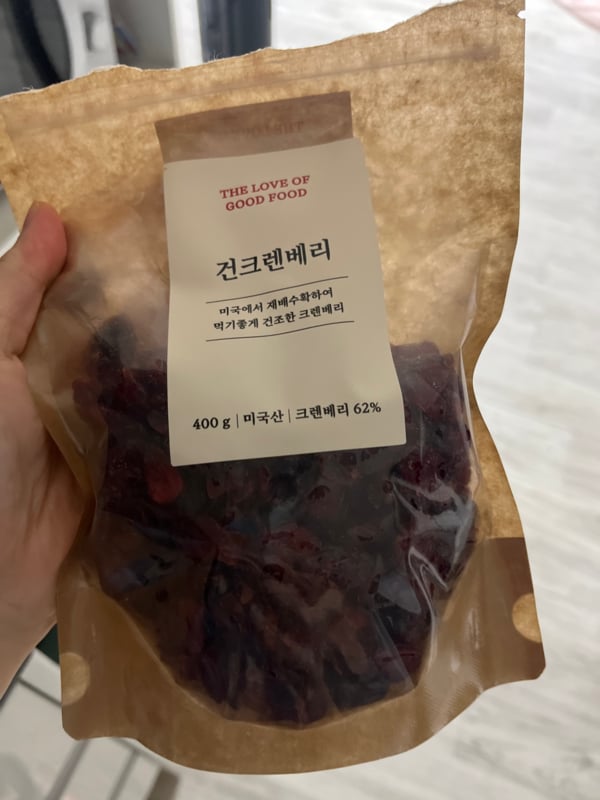 THE LOVE OF
GOOD FOOD
건크렌베리
미국에서 재배수확하여
먹기좋게 건조한 크렌베리
400 g | 미국산 | 크렌베리 62%